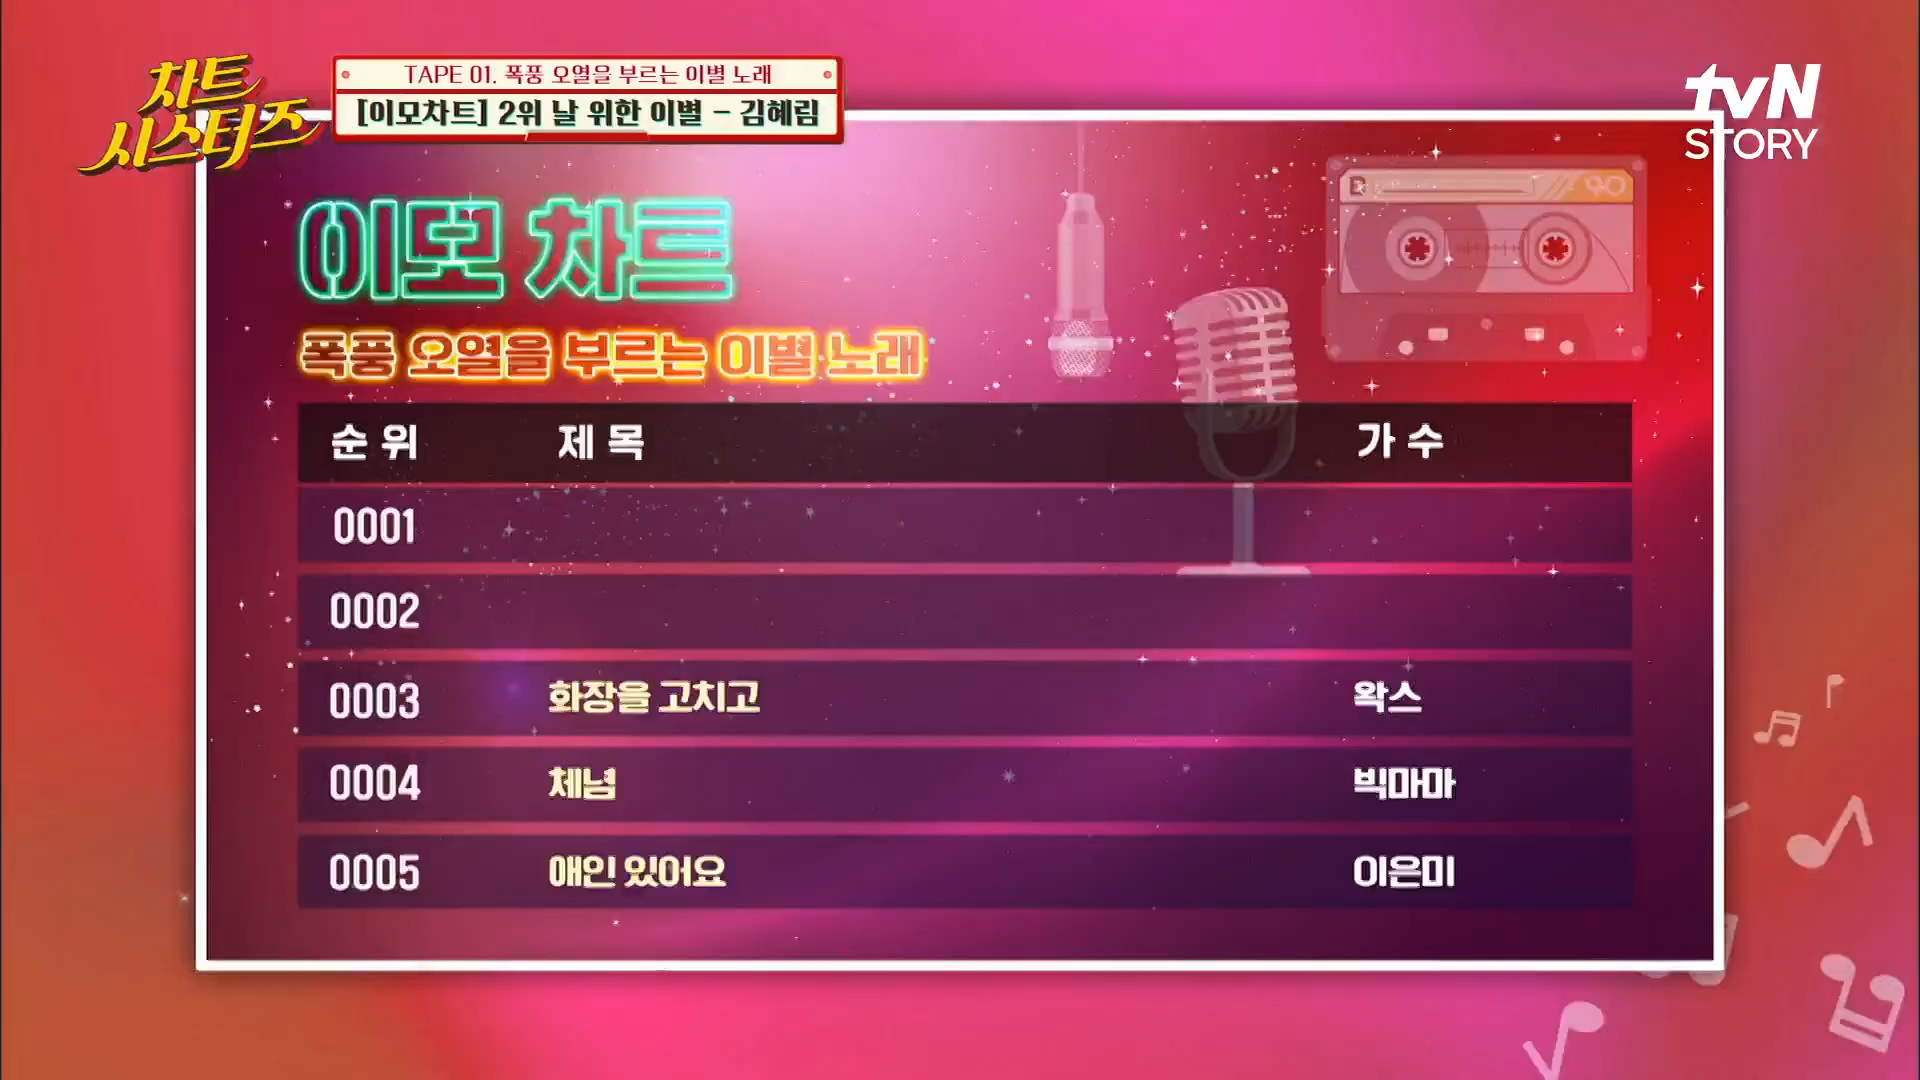 차트
시스터즈
TAPE 01. 폭풍 오열을 부르는 이별 노래
[이모차트] 2위 날 위한 이별 - 김혜림
tvN
STORY
이모 차트
폭풍 오열을 부르는 이별 노래
B 90
순위 제목 가수
0001
0002
0003 화장을 고치고 왁스
0004 체념 빅마마
0005 애인 있어요 이은미